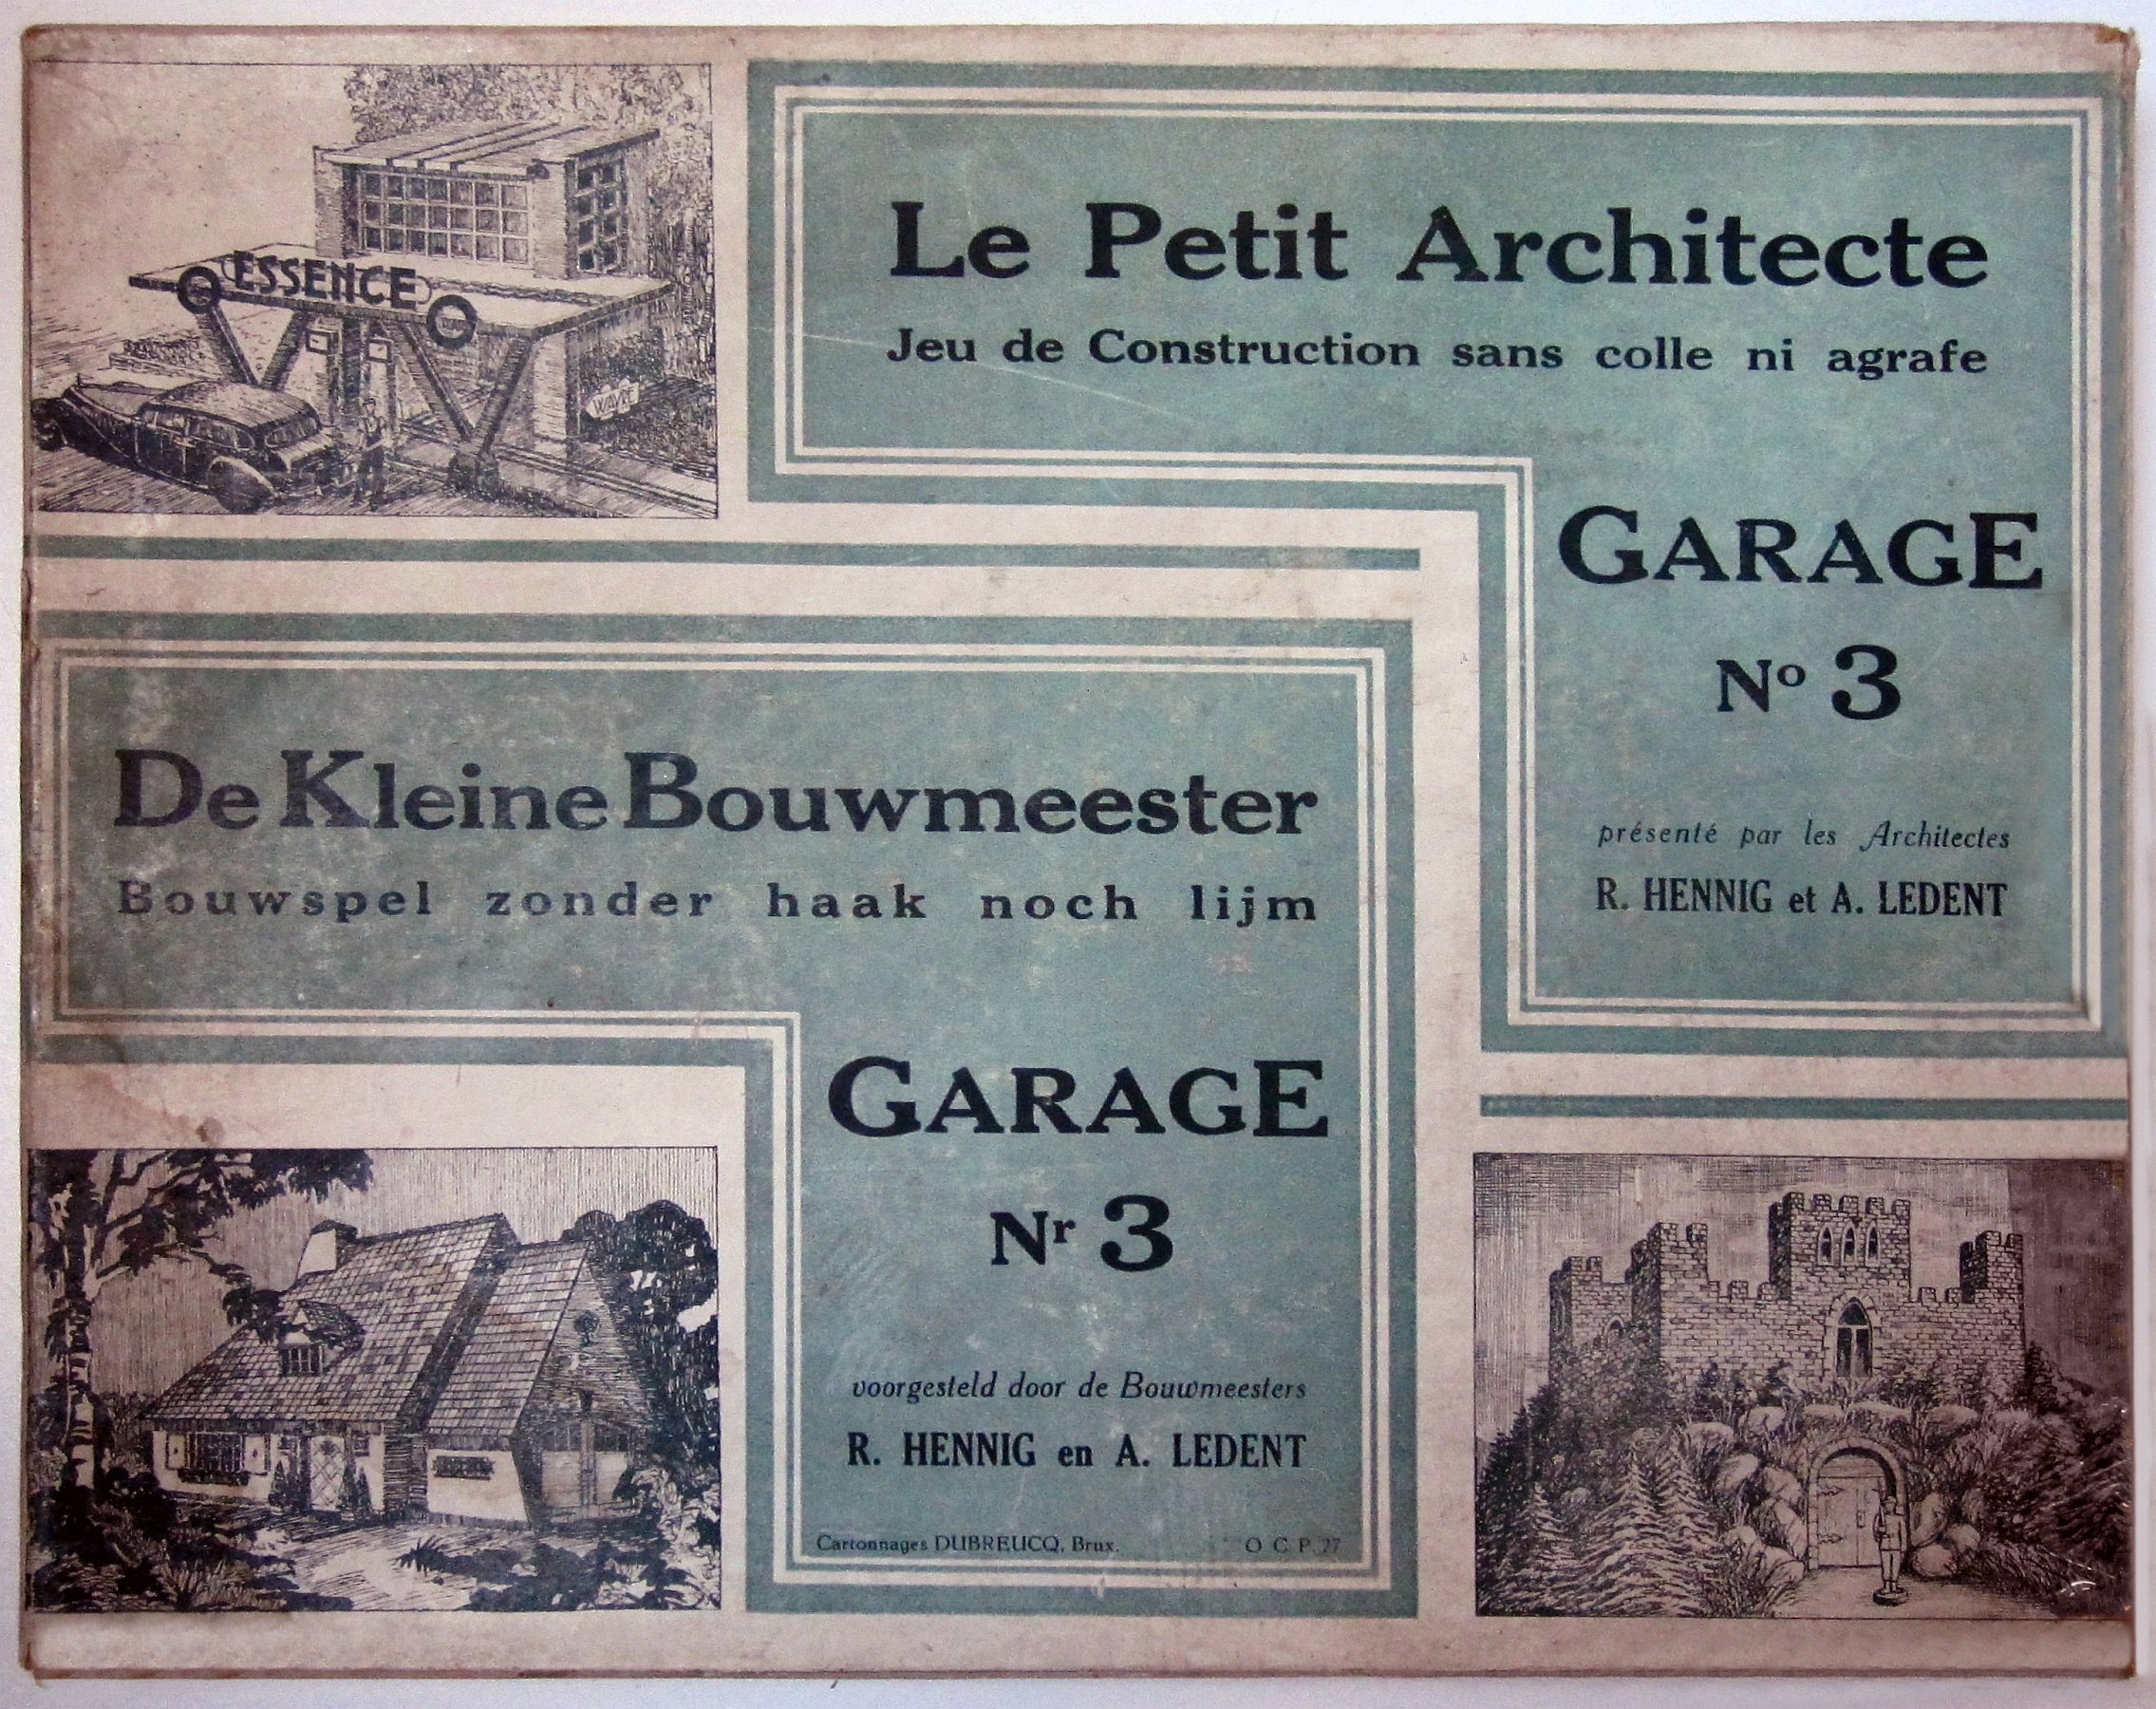 ESSENCE
WAVRE
Le Petit Architecte
Jeu de Construction sans colle ni agrafe
GARAGE
Nº 3
présenté par les Architectes
R. HENNIG et A. LEDENT
De Kleine Bouwmeester
Bouwspel zonder haak noch lijm
GARAGE
Nr 3
voorgesteld door de Bouwmeesters
R. HENNIG en A. LEDENT
Cartonnages DUBREUCQ, Brux.
O. C. P. 27